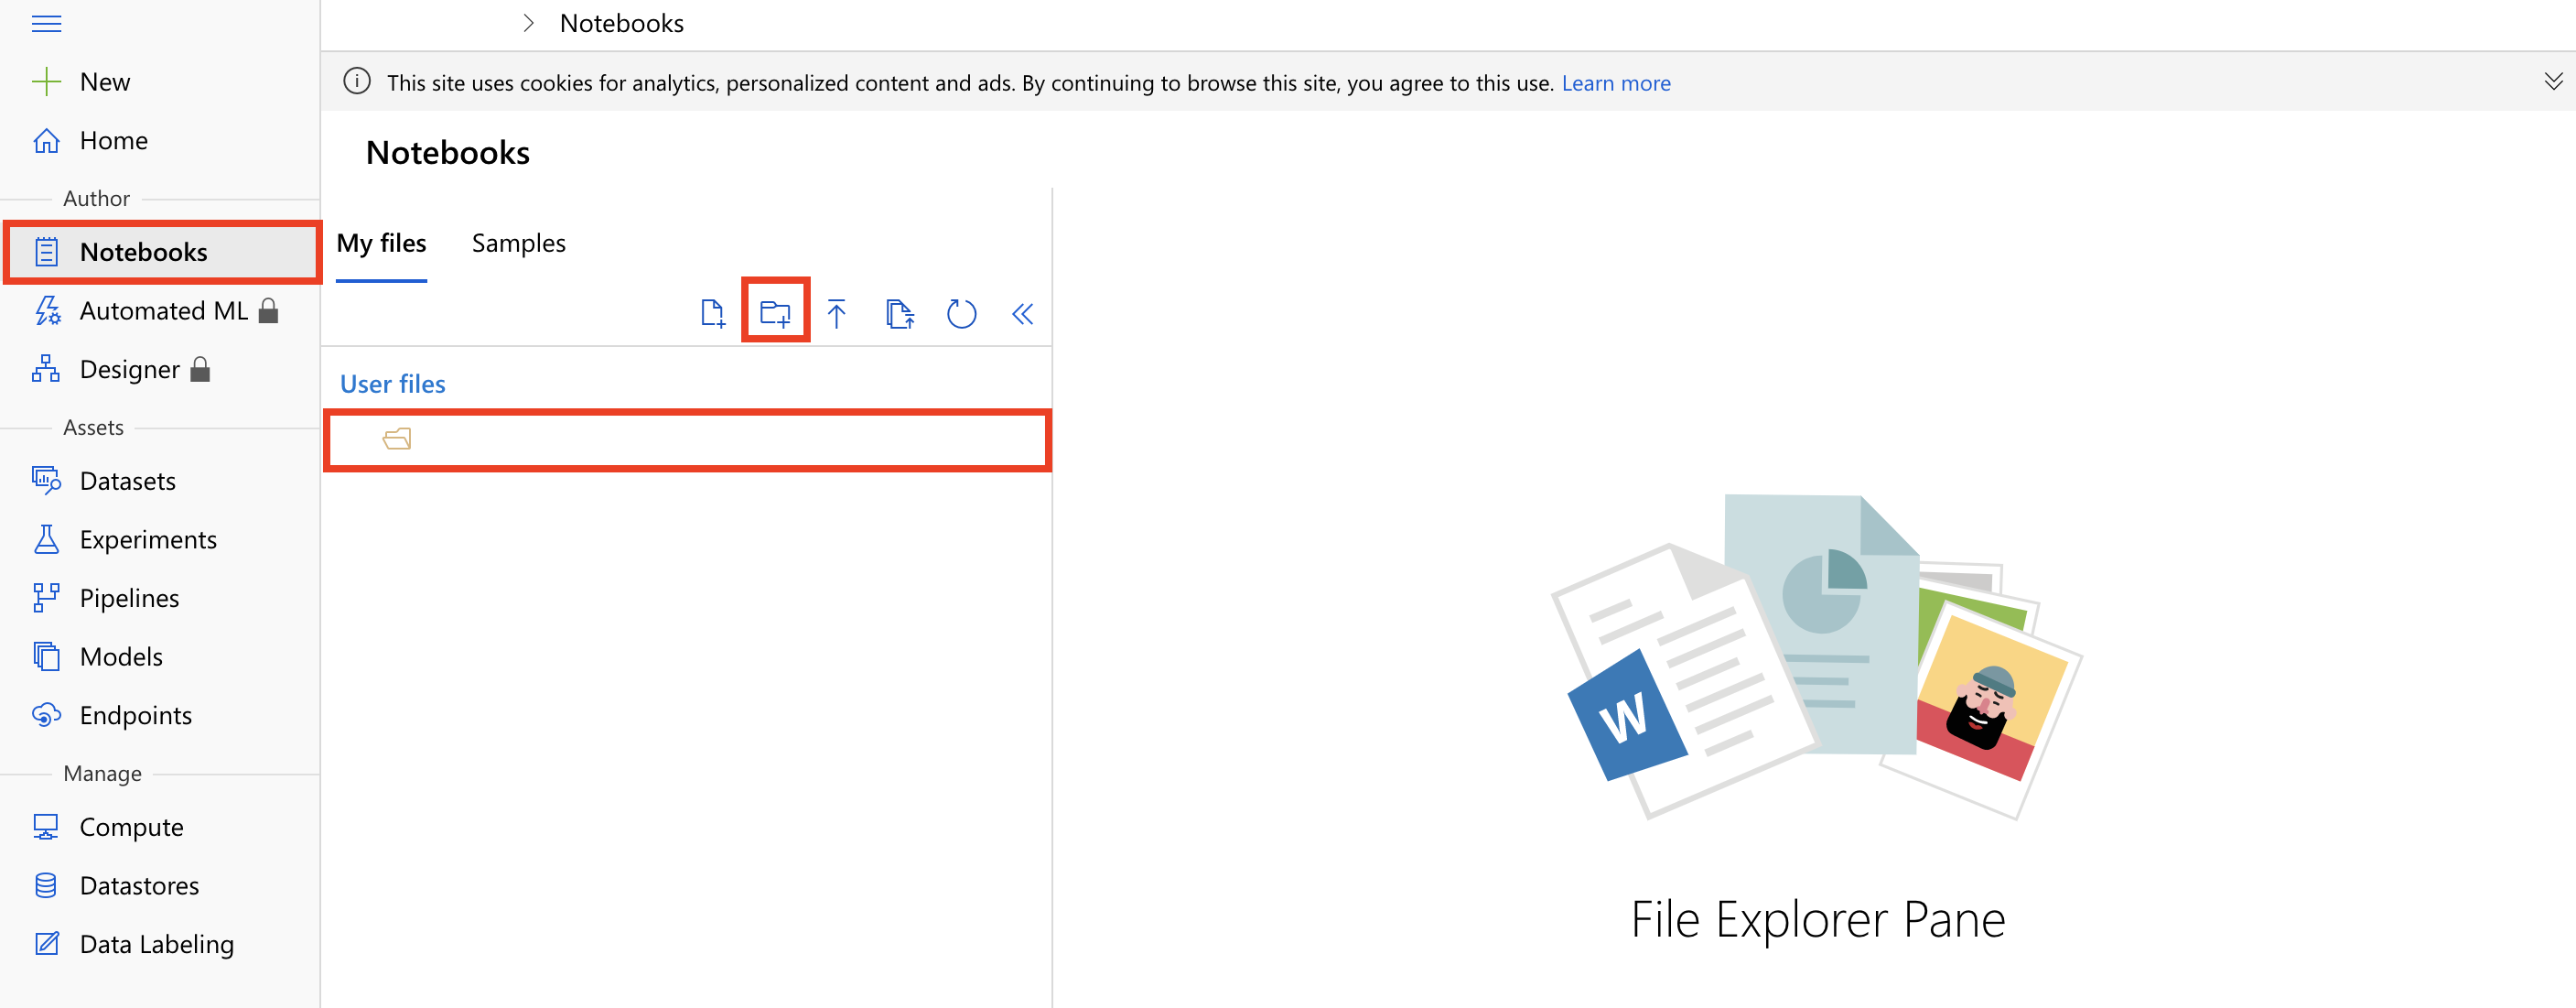 Notebooks
This site uses cookies for analytics, personalized content and ads. By continuing to browse this site, you agree to this use. Learn more
New
Home
Author
Notebooks
Automated ML
Designer
Assets
Datasets
Experiments
Pipelines
Models
Endpoints
Manage
Compute
Datastores
Data Labeling
Notebooks
My files Samples
User files
W
File Explorer Pane